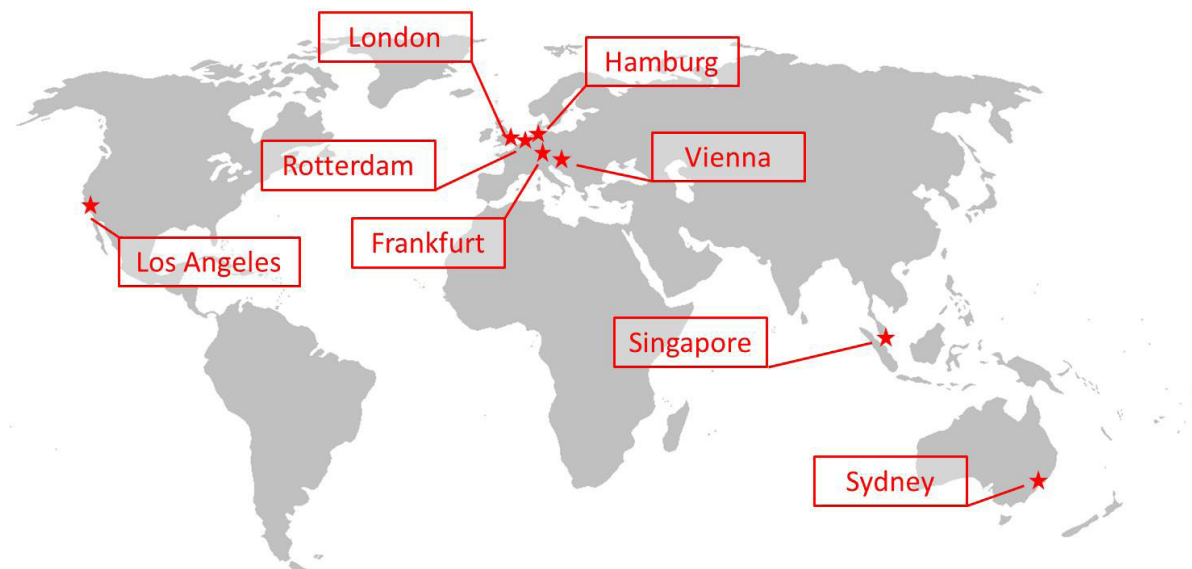 London
Hamburg
Rotterdam
Vienna
Frankfurt
Los Angeles
Singapore
Sydney